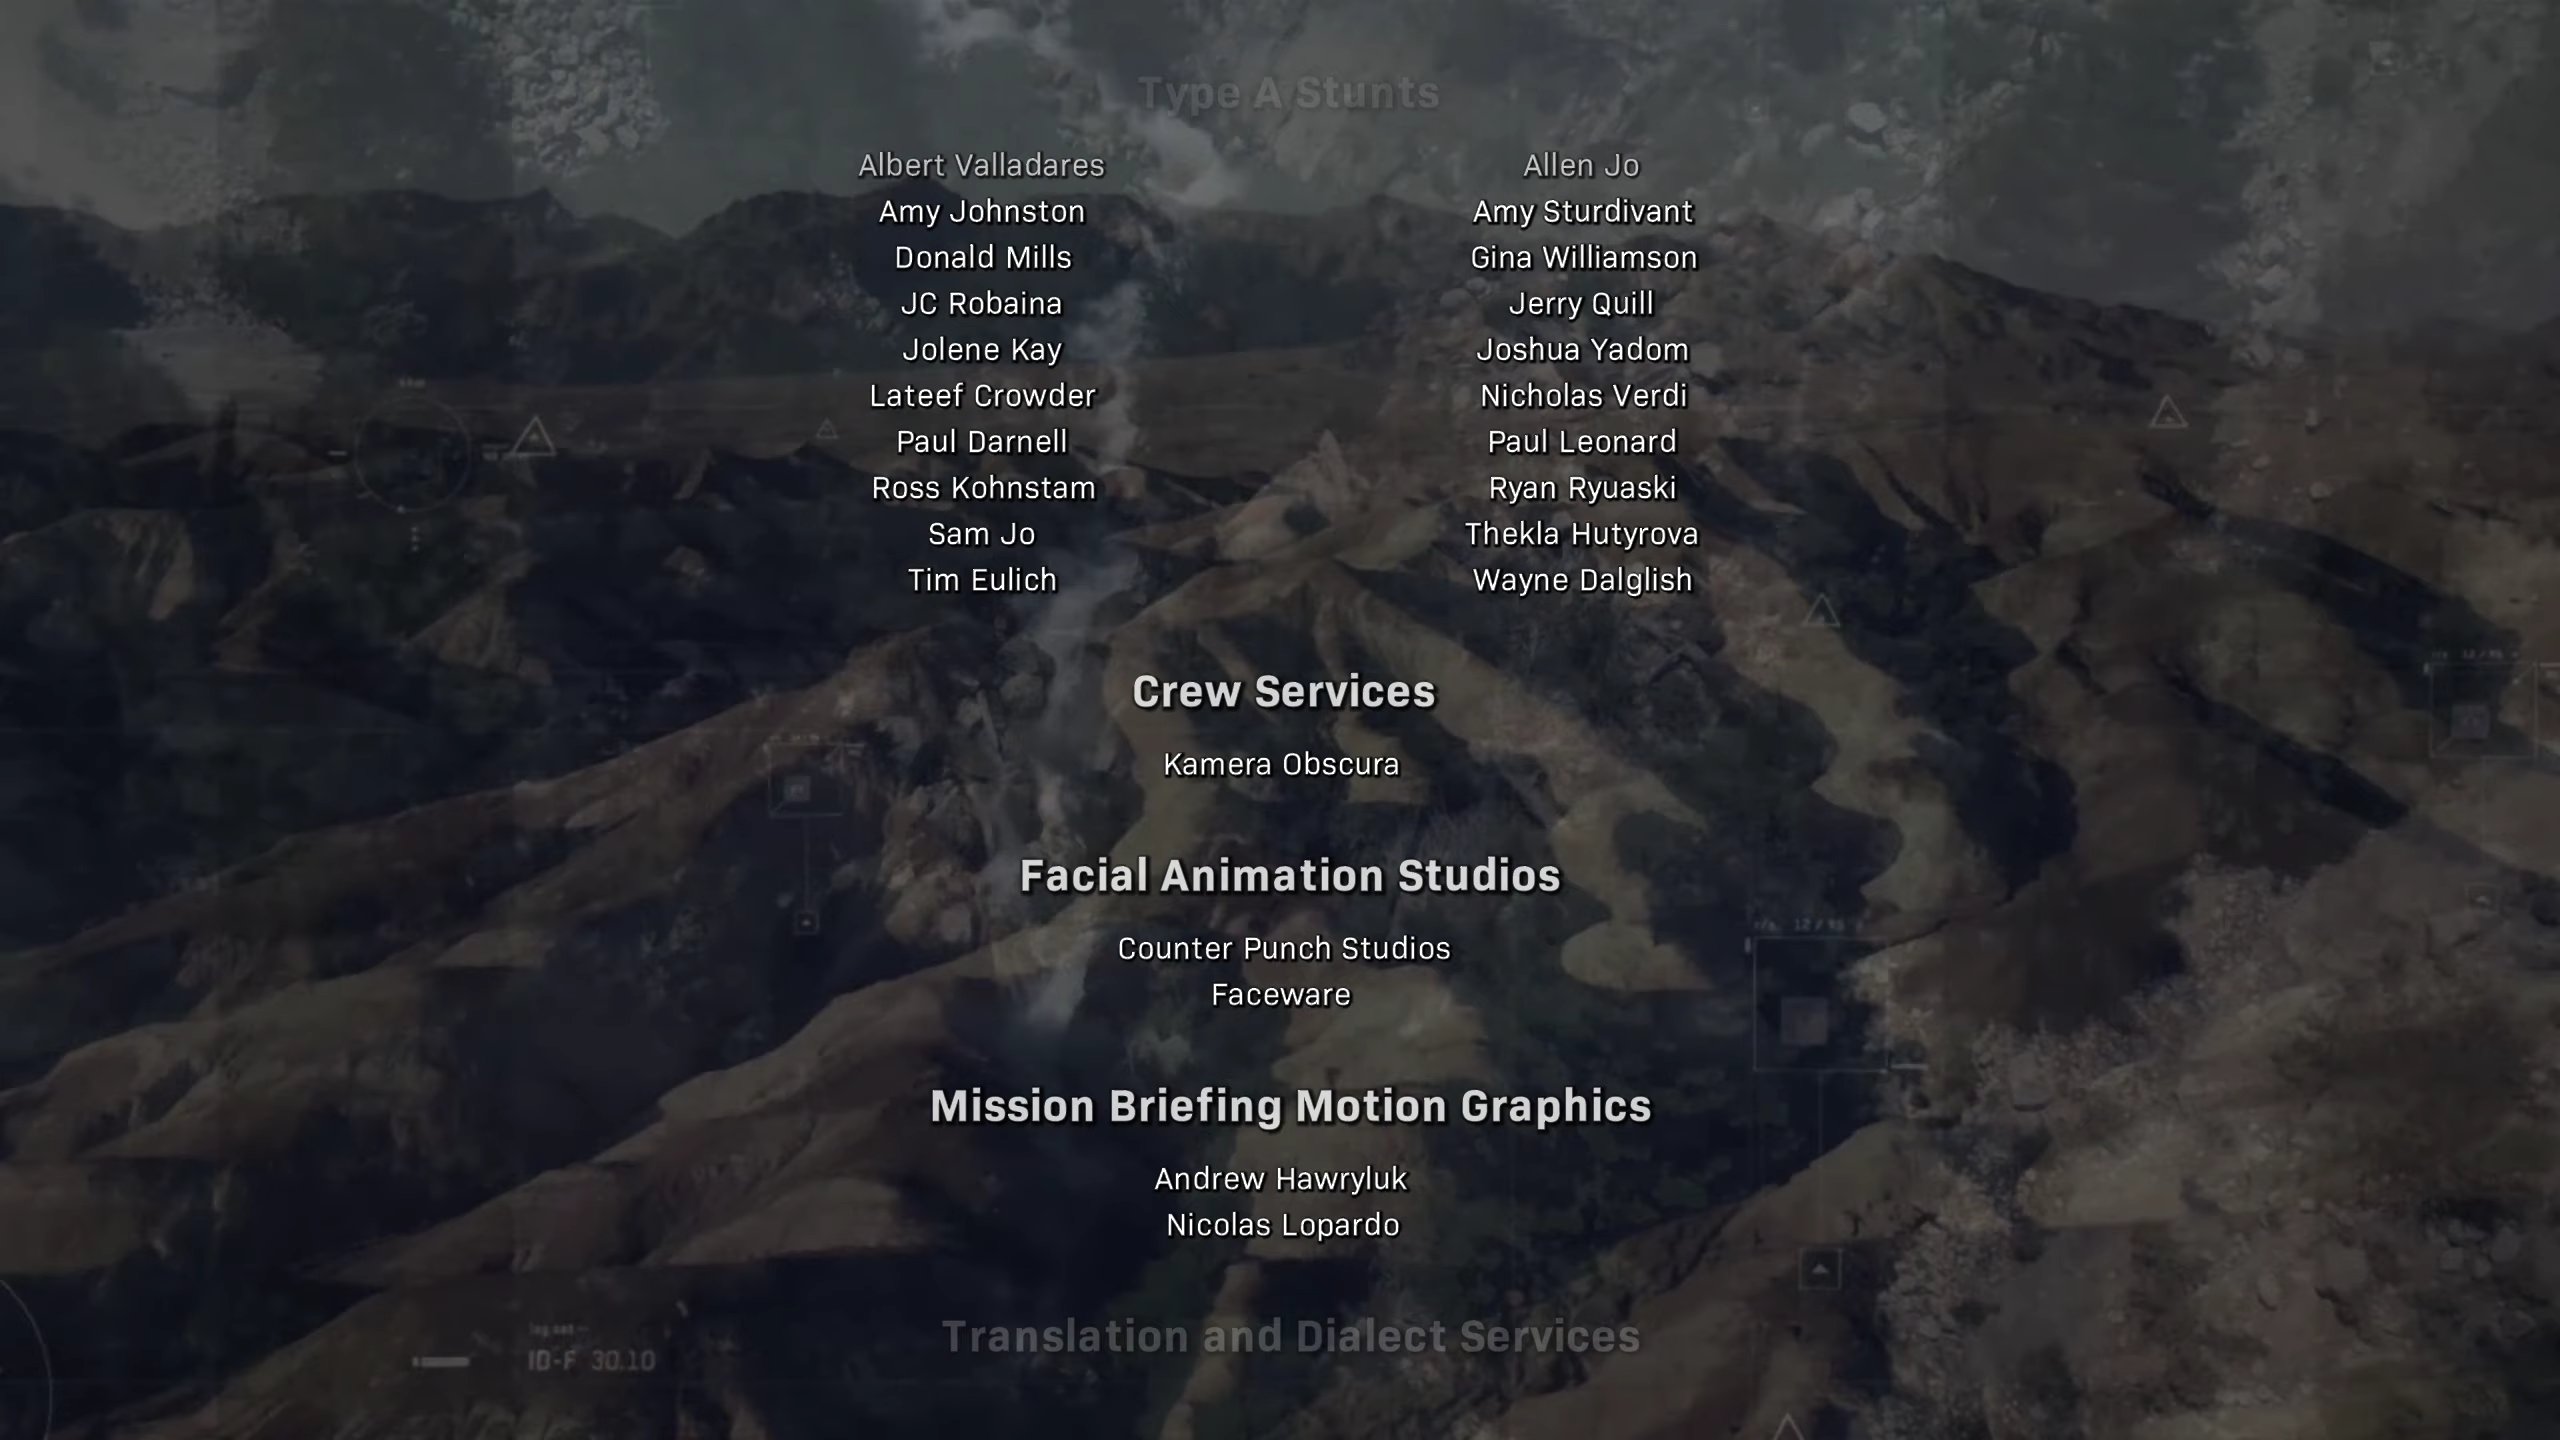 Type A Stunts
Albert Valladares
Allen Jo
Amy Johnston
Amy Sturdivant
Donald Mills
Gina Williamson
JC Robaina
Jerry Quill
Jolene Kay
Joshua Yadom
Lateef Crowder
Nicholas Verdi
Paul Darnell
Paul Leonard
Ross Kohnstam
Ryan Ryuaski
Sam Jo
Thekla Hutyrova
Tim Eulich
Wayne Dalglish
Crew Services
Kamera Obscura
Facial Animation Studios
Counter Punch Studios
Faceware
Mission Briefing Motion Graphics
Andrew Hawryluk
Nicolas Lopardo
Translation and Dialect Services
ID-F 30.10